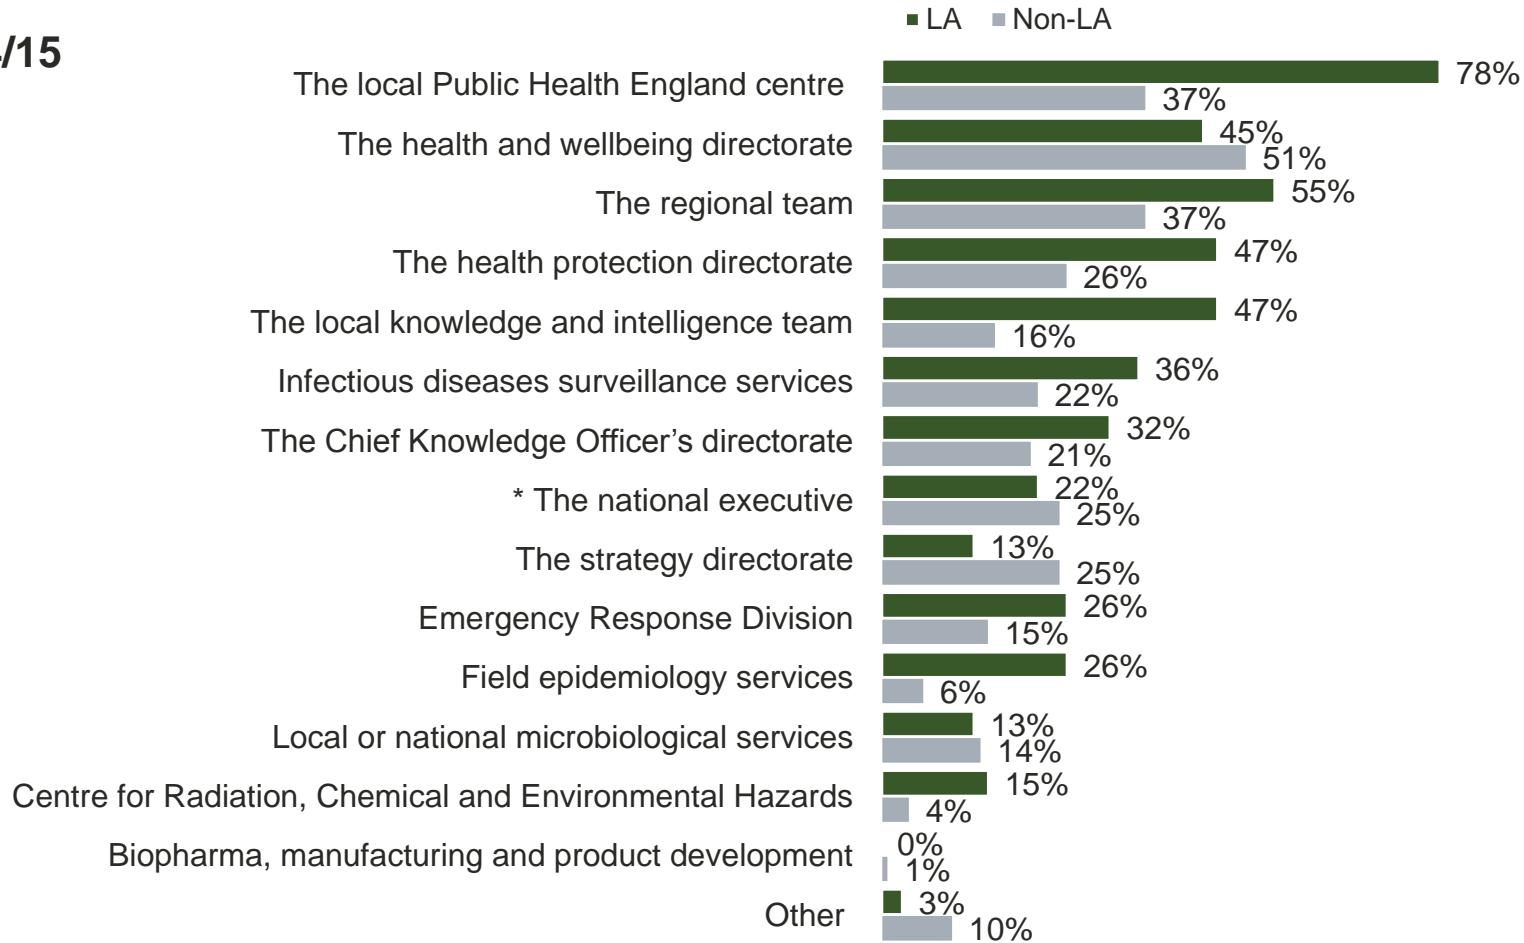 LA Non-LA
/15
The local Public Health England centre 78%
37%
The health and wellbeing directorate 45%
51%
The regional team 55%
37%
The health protection directorate 47%
26%
The local knowledge and intelligence team 47%
16%
Infectious diseases surveillance services 36%
22%
The Chief Knowledge Officer’s directorate 32%
21%
* The national executive 22%
25%
The strategy directorate 13%
25%
Emergency Response Division 26%
15%
Field epidemiology services 26%
6%
Local or national microbiological services 13%
14%
Centre for Radiation, Chemical and Environmental Hazards 15%
4%
Biopharma, manufacturing and product development 0%
1%
Other 3%
10%